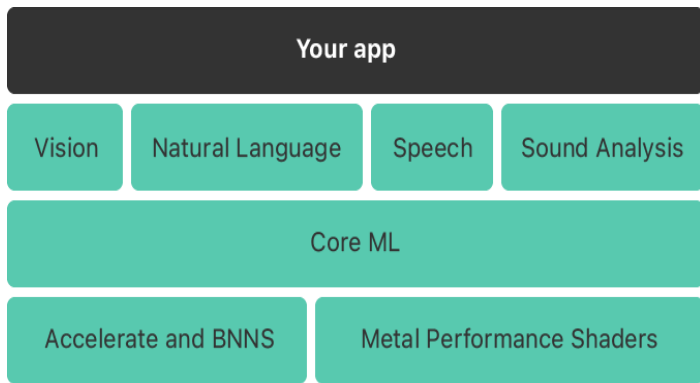 Your app
Vision Natural Language Speech Sound Analysis
Core ML
Accelerate and BNNS Metal Performance Shaders